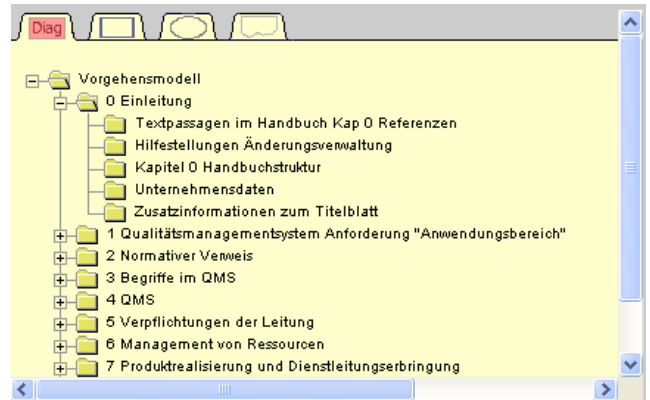 Diag
Vorgehensmodell
0 Einleitung
Textpassagen im Handbuch Kap 0 Referenzen
Hilfestellungen Änderungsverwaltung
Kapitel 0 Handbuchstruktur
Unternehmensdaten
Zusatzinformationen zum Titelblatt
1 Qualitätsmanagementsystem Anforderung "Anwendungsbereich"
2 Normativer Verweis
3 Begriffe im QMS
4 QMS
5 Verpflichtungen der Leitung
6 Management von Ressourcen
7 Produktrealisierung und Dienstleitungserbringung